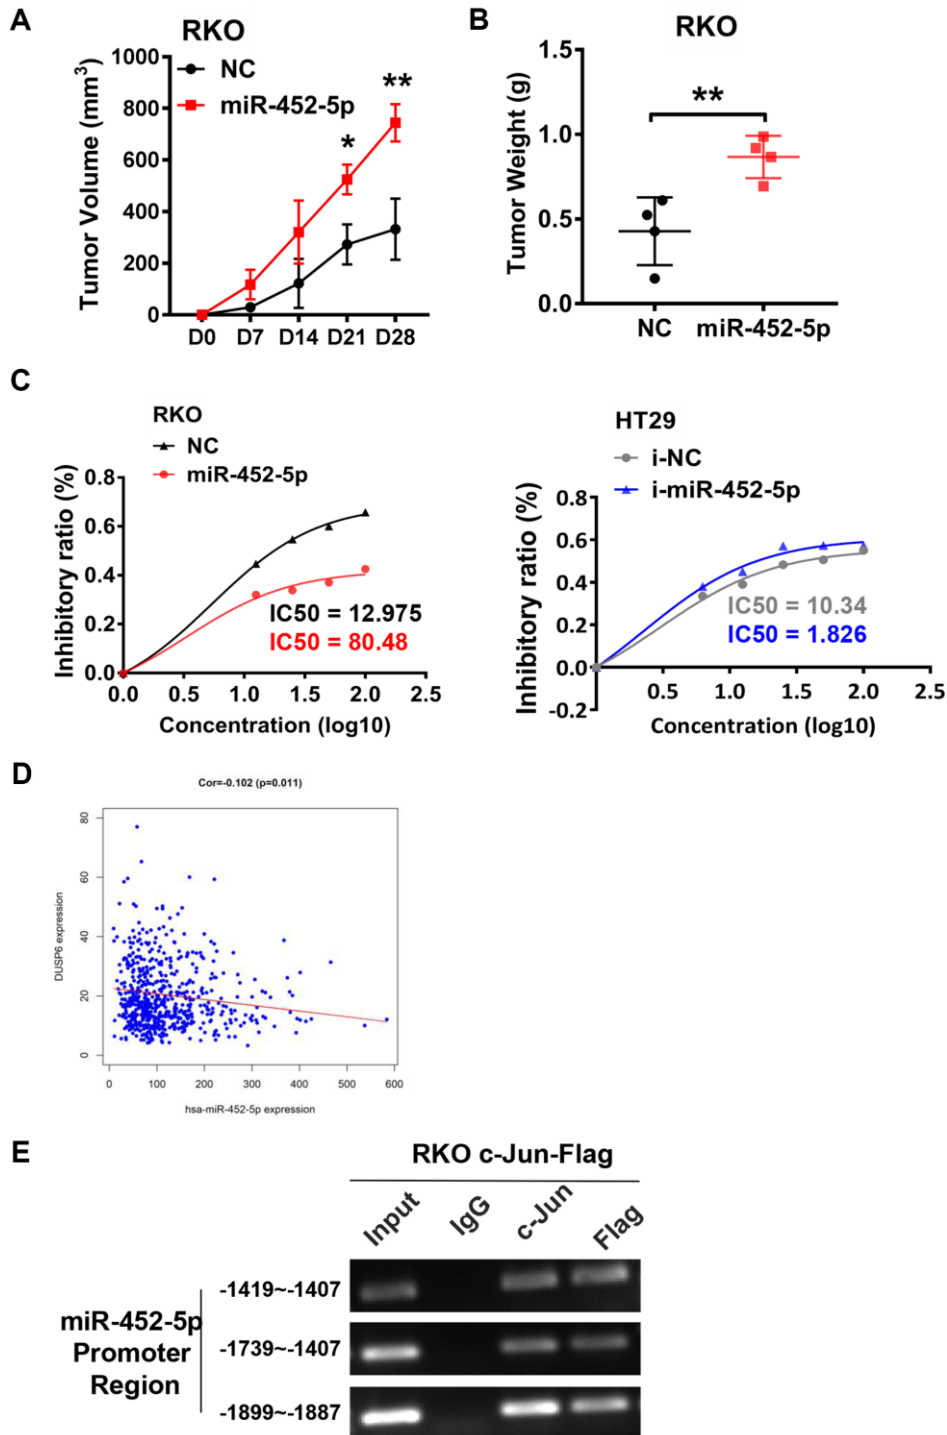 A
RKO
NC
miR-452-5p
Tumor Volume (mm³)
1000
800
600
400
200
0
*
**
D0 D7 D14 D21 D28
B
RKO
Tumor Weight (g)
1.5
1.0
0.5
0.0
**
NC miR-452-5p
C
RKO
NC
miR-452-5p
Inhibitory ratio (%)
0.8
0.6
0.4
0.2
0.0
IC50 = 12.975
IC50 = 80.48
0.0 0.5 1.0 1.5 2.0 2.5
Concentration (log10)
HT29
i-NC
i-miR-452-5p
Inhibitory ratio (%)
0.8
0.6
0.4
0.2
0.0
-0.2
IC50 = 10.34
IC50 = 1.826
0.5 1.0 1.5 2.0 2.5
Concentration (log10)
D
Cor=-0.102 (p=0.011)
DUSP6 expression
80
60
40
20
0
0 100 200 300 400 500 600
hsa-miR-452-5p expression
E
RKO c-Jun-Flag
Input IgG c-Jun Flag
miR-452-5p
Promoter
Region
-1419~-1407
-1739~-1407
-1899~-1887